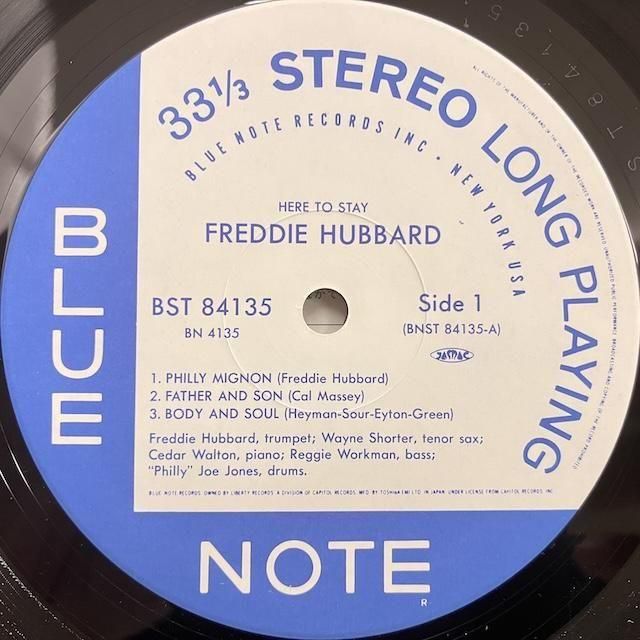 33⅓ STEREO LONG PLAYING
BLUE NOTE RECORDS INC • NEW YORK USA
HERE TO STAY
FREDDIE HUBBARD
BST 84135
BN 4135
Side 1
(BNST 84135-A)
JASRAC
1. PHILLY MIGNON (Freddie Hubbard)
2. FATHER AND SON (Cal Massey)
3. BODY AND SOUL (Heyman-Sour-Eyton-Green)
Freddie Hubbard, trumpet; Wayne Shorter, tenor sax;
Cedar Walton, piano; Reggie Workman, bass;
"Philly" Joe Jones, drums.
BLUE NOTE RECORDS OWNED BY LIBERTY RECORDS A DIVISION OF CAPITOL RECORDS. MFD BY TOSHIBA EMI LTD. IN JAPAN UNDER LICENSE FROM CAPITOL RECORDS. INC
BLUE
NOTE
R